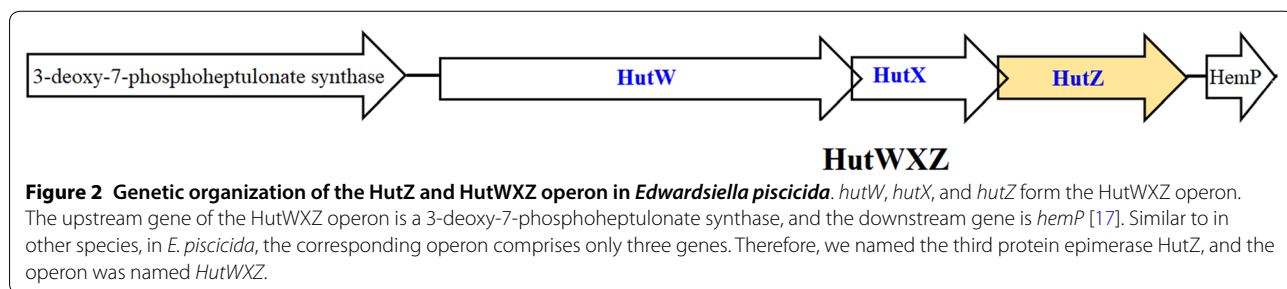 3-deoxy-7-phosphoheptulonate synthase HutW HutX HutZ HemP
HutWXZ
Figure 2 Genetic organization of the HutZ and HutWXZ operon in Edwardsiella piscicida. hutW, hutX, and hutZ form the HutWXZ operon.
The upstream gene of the HutWXZ operon is a 3-deoxy-7-phosphoheptulonate synthase, and the downstream gene is hemP [17]. Similar to in
other species, in E. piscicida, the corresponding operon comprises only three genes. Therefore, we named the third protein epimerase HutZ, and the
operon was named HutWXZ.